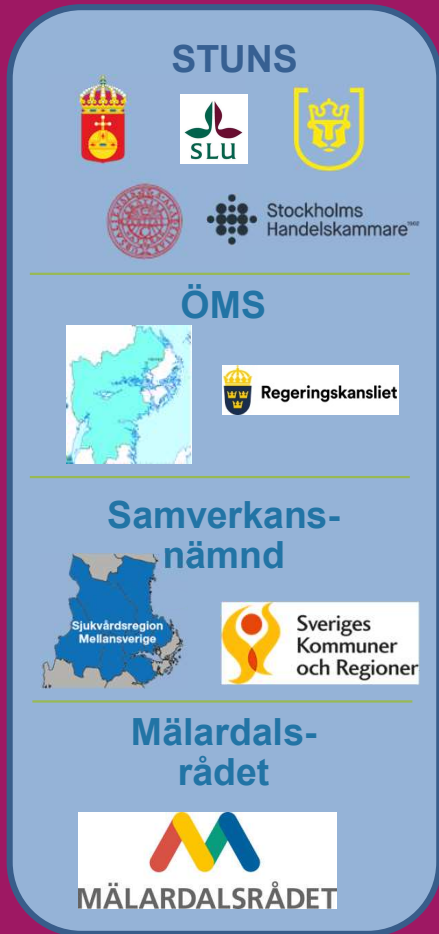 STUNS
SLU
Stockholms
Handelskammare
ÖMS
Regeringskansliet
Samverkans-
nämnd
Sjukvårdsregion
Mellansverige
Sveriges
Kommuner
och Regioner
Mälardals-
rådet
MÄLARDALSRÅDET